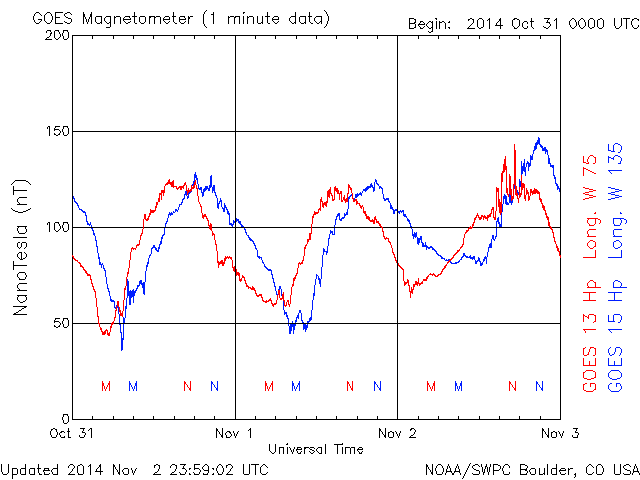 GOES Magnetometer (1 minute data)
Begin: 2014 Oct 31 0000 UTC
200
150
100
50
0
NanoTesla (nT)
M M N N M M N N M M N N
Oct 31 Nov 1 Nov 2 Nov 3
Universal Time
GOES 13 Hp Long. W 75
GOES 15 Hp Long. W 135
Updated 2014 Nov 2 23:59:02 UTC
NOAA/SWPC Boulder, CO USA